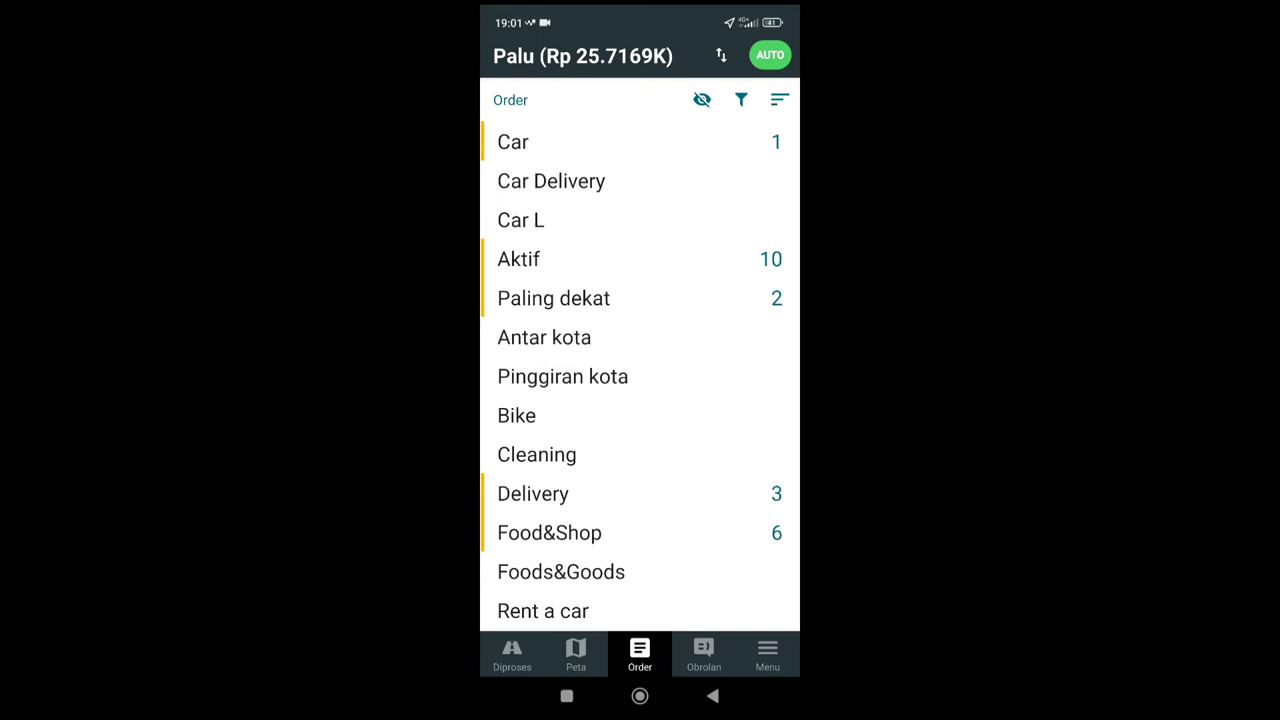 19:01
4G+
41
Palu (Rp 25.7169K)
AUTO
Order
Car 1
Car Delivery
Car L
Aktif 10
Paling dekat 2
Antar kota
Pinggiran kota
Bike
Cleaning
Delivery 3
Food&Shop 6
Foods&Goods
Rent a car
Diproses Peta Order Obrolan Menu